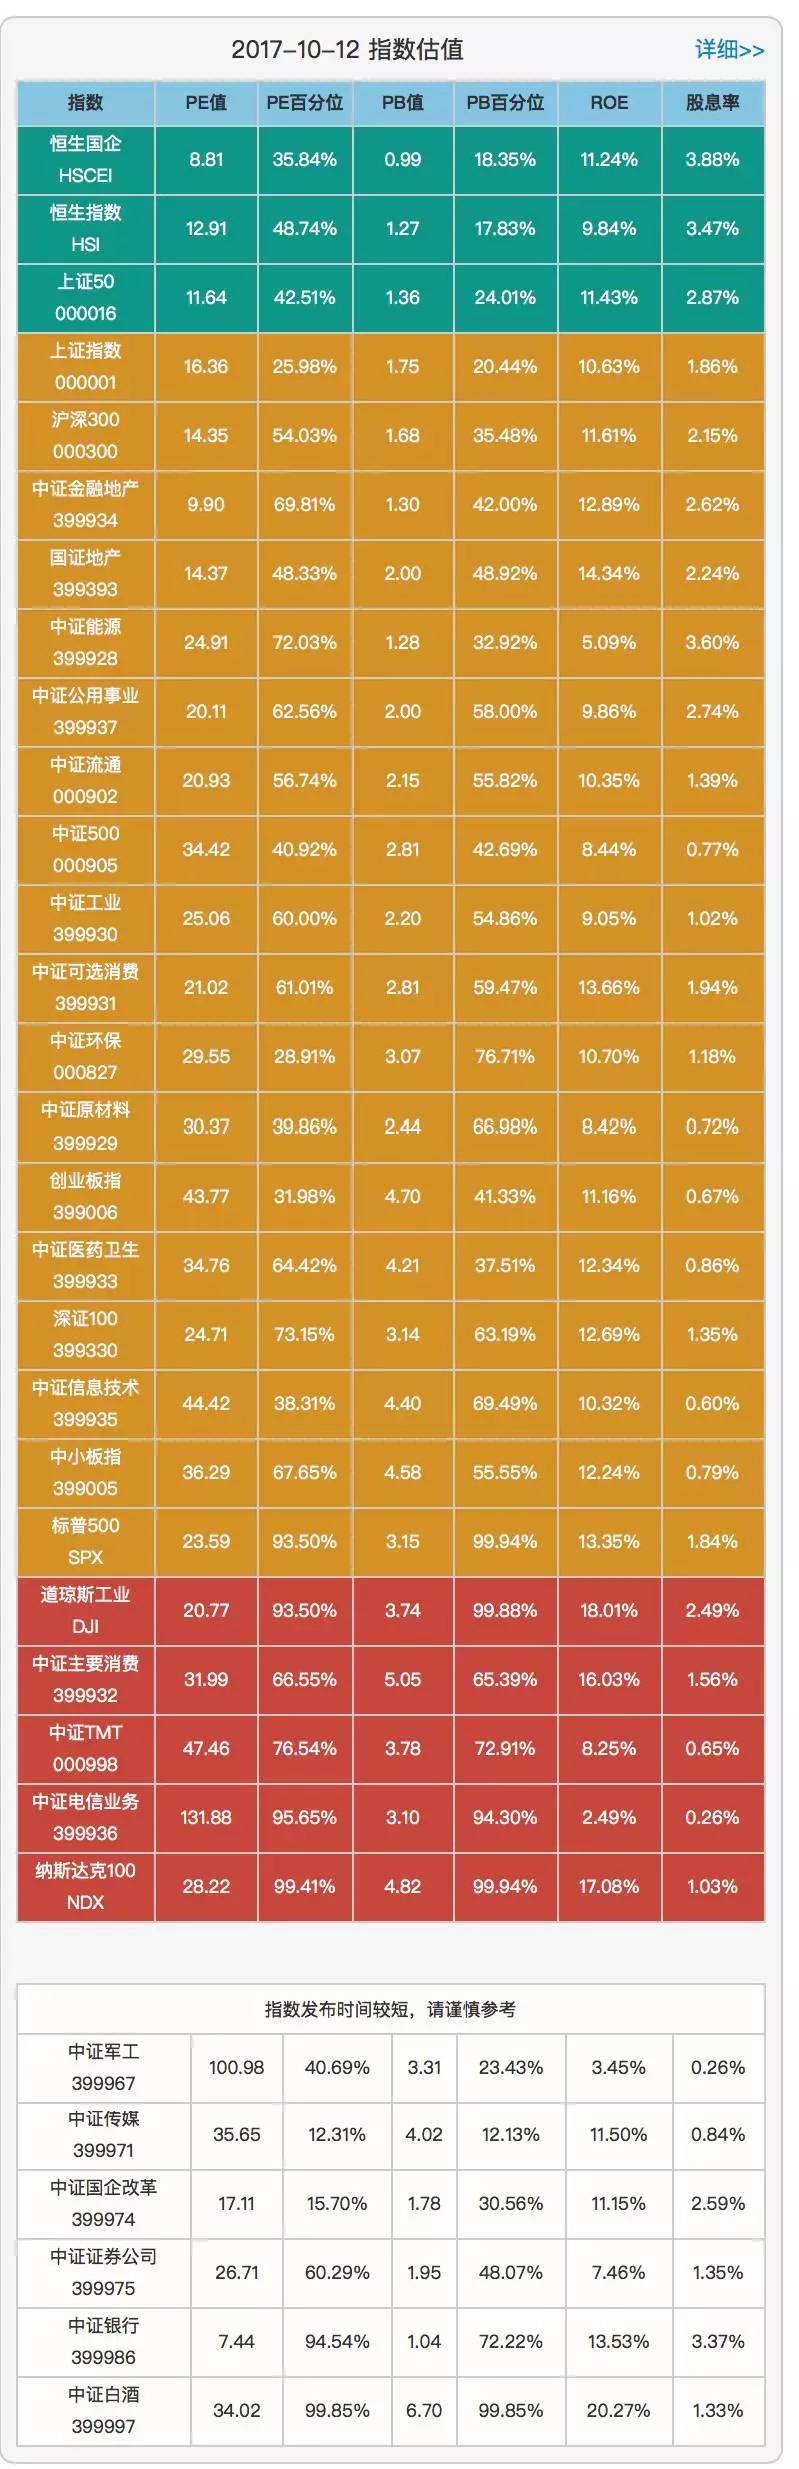 2017-10-12 指数估值 详细>>
指数 PE值 PE百分位 PB值 PB百分位 ROE 股息率
恒生国企
HSCEI 8.81 35.84% 0.99 18.35% 11.24% 3.88%
恒生指数
HSI 12.91 48.74% 1.27 17.83% 9.84% 3.47%
上证50
000016 11.64 42.51% 1.36 24.01% 11.43% 2.87%
上证指数
000001 16.36 25.98% 1.75 20.44% 10.63% 1.86%
沪深300
000300 14.35 54.03% 1.68 35.48% 11.61% 2.15%
中证金融地产
399934 9.90 69.81% 1.30 42.00% 12.89% 2.62%
国证地产
399393 14.37 48.33% 2.00 48.92% 14.34% 2.24%
中证能源
399928 24.91 72.03% 1.28 32.92% 5.09% 3.60%
中证公用事业
399937 20.11 62.56% 2.00 58.00% 9.86% 2.74%
中证流通
000902 20.93 56.74% 2.15 55.82% 10.35% 1.39%
中证500
000905 34.42 40.92% 2.81 42.69% 8.44% 0.77%
中证工业
399930 25.06 60.00% 2.20 54.86% 9.05% 1.02%
中证可选消费
399931 21.02 61.01% 2.81 59.47% 13.66% 1.94%
中证环保
000827 29.55 28.91% 3.07 76.71% 10.70% 1.18%
中证原材料
399929 30.37 39.86% 2.44 66.98% 8.42% 0.72%
创业板指
399006 43.77 31.98% 4.70 41.33% 11.16% 0.67%
中证医药卫生
399933 34.76 64.42% 4.21 37.51% 12.34% 0.86%
深证100
399330 24.71 73.15% 3.14 63.19% 12.69% 1.35%
中证信息技术
399935 44.42 38.31% 4.40 69.49% 10.32% 0.60%
中小板指
399005 36.29 67.65% 4.58 55.55% 12.24% 0.79%
标普500
SPX 23.59 93.50% 3.15 99.94% 13.35% 1.84%
道琼斯工业
DJI 20.77 93.50% 3.74 99.88% 18.01% 2.49%
中证主要消费
399932 31.99 66.55% 5.05 65.39% 16.03% 1.56%
中证TMT
000998 47.46 76.54% 3.78 72.91% 8.25% 0.65%
中证电信业务
399936 131.88 95.65% 3.10 94.30% 2.49% 0.26%
纳斯达克100
NDX 28.22 99.41% 4.82 99.94% 17.08% 1.03%
指数发布时间较短，请谨慎参考
中证军工
399967 100.98 40.69% 3.31 23.43% 3.45% 0.26%
中证传媒
399971 35.65 12.31% 4.02 12.13% 11.50% 0.84%
中证国企改革
399974 17.11 15.70% 1.78 30.56% 11.15% 2.59%
中证证券公司
399975 26.71 60.29% 1.95 48.07% 7.46% 1.35%
中证银行
399986 7.44 94.54% 1.04 72.22% 13.53% 3.37%
中证白酒
399997 34.02 99.85% 6.70 99.85% 20.27% 1.33%